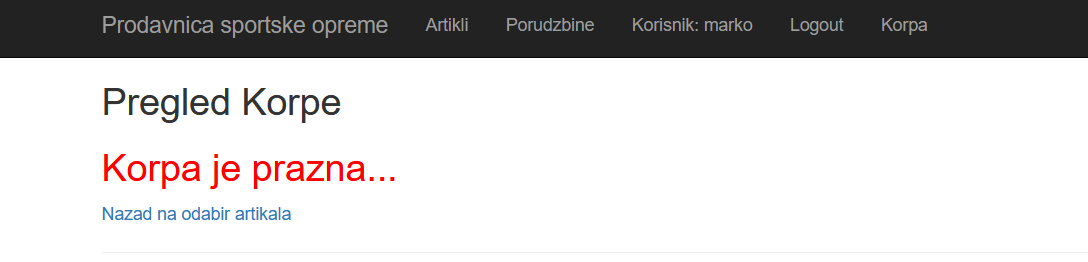 Prodavnica sportske opreme Artikli Porudzbine Korisnik: marko Logout Korpa
Pregled Korpe
Korpa je prazna...
Nazad na odabir artikala